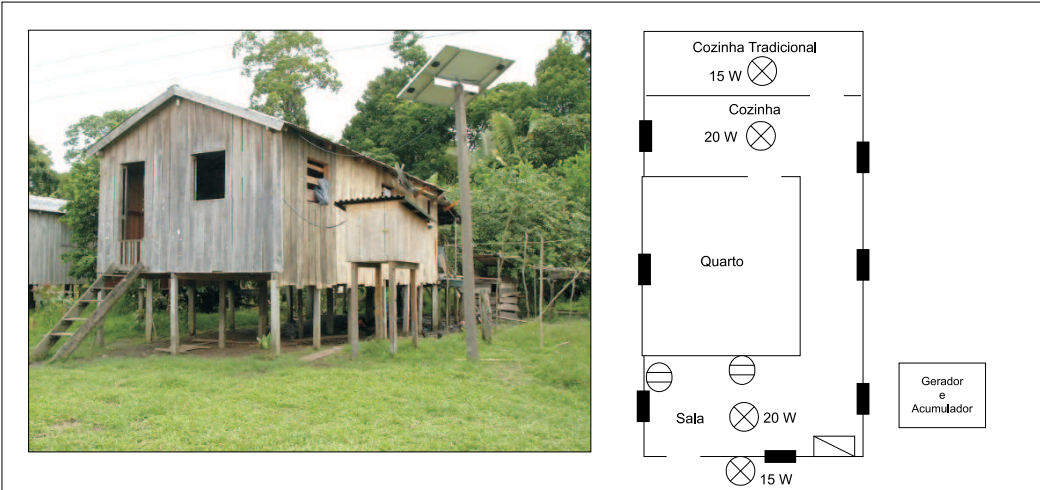 Cozinha Tradicional
15 W
Cozinha
20 W
Quarto
Sala
20 W
15 W
Gerador
e
Acumulador